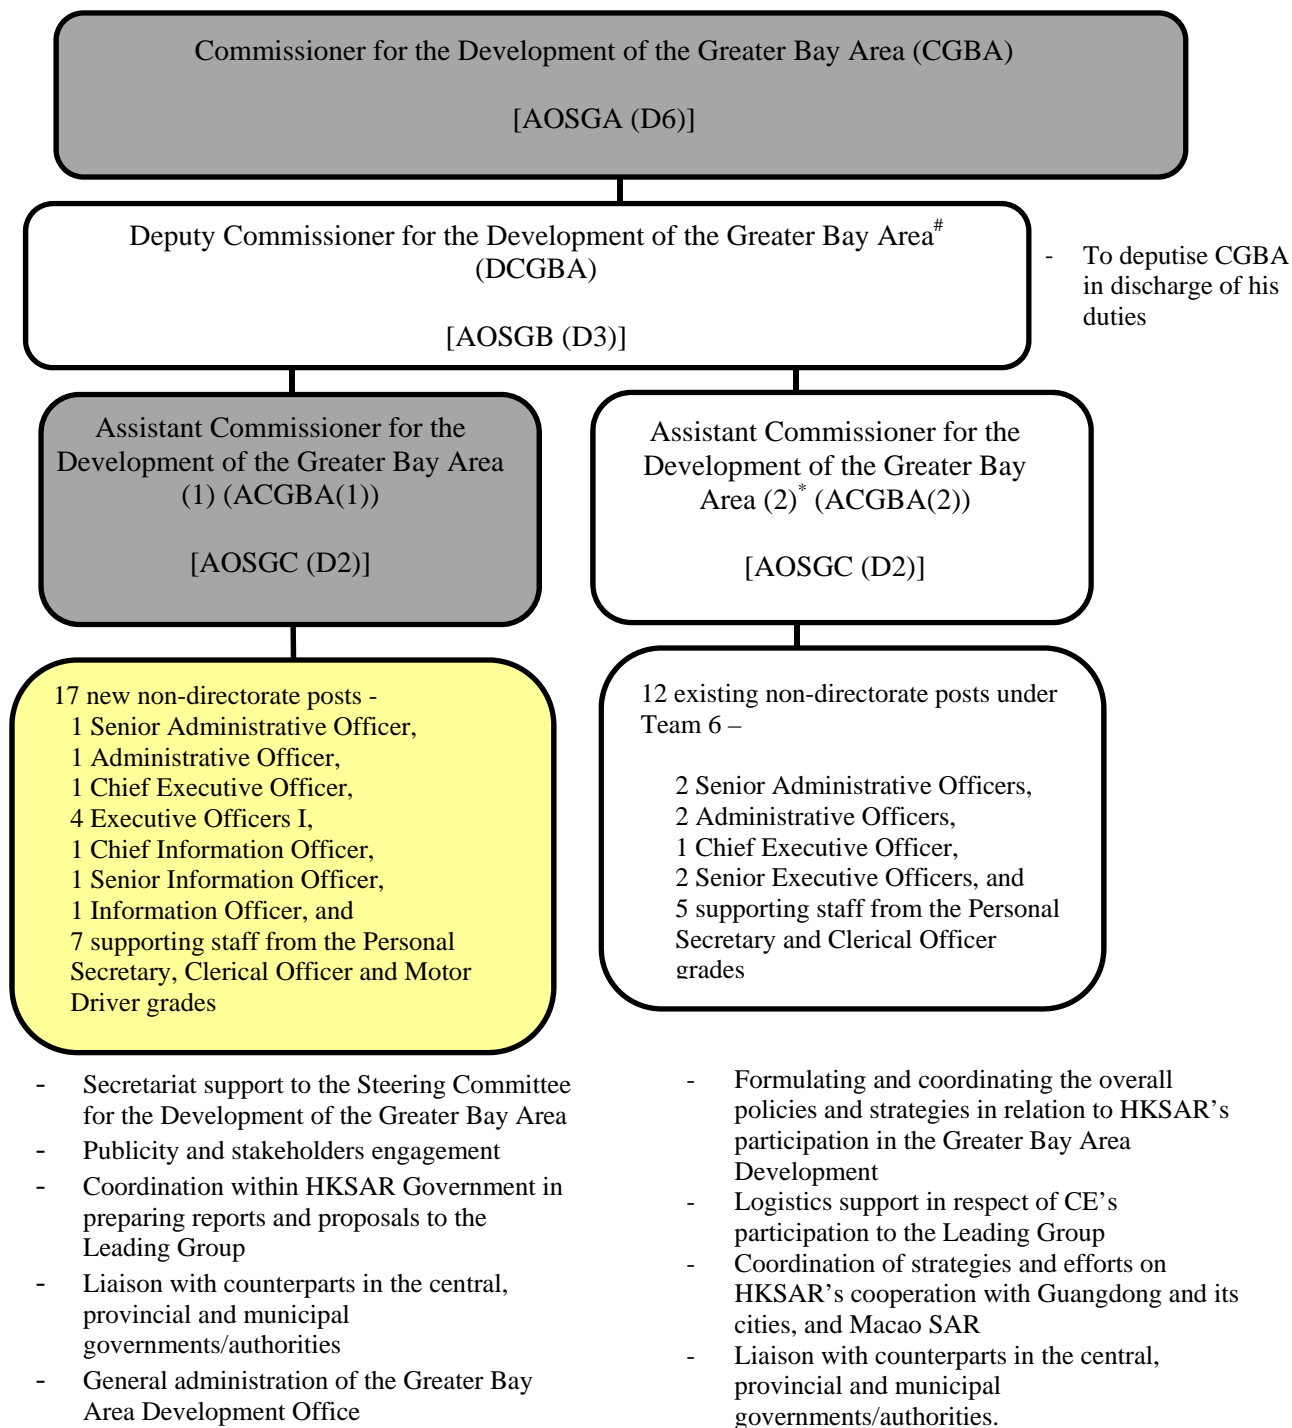 Commissioner for the Development of the Greater Bay Area (CGBA)
[AOSGA (D6)]
Deputy Commissioner for the Development of the Greater Bay Area#
(DCGBA)
[AOSGB (D3)]
- To deputise CGBA
in discharge of his
duties
Assistant Commissioner for the
Development of the Greater Bay Area
(1) (ACGBA(1))
[AOSGC (D2)]
Assistant Commissioner for the
Development of the Greater Bay
Area (2)* (ACGBA(2))
[AOSGC (D2)]
17 new non-directorate posts -
1 Senior Administrative Officer,
1 Administrative Officer,
1 Chief Executive Officer,
4 Executive Officers I,
1 Chief Information Officer,
1 Senior Information Officer,
1 Information Officer, and
7 supporting staff from the Personal
Secretary, Clerical Officer and Motor
Driver grades
12 existing non-directorate posts under
Team 6 –
2 Senior Administrative Officers,
2 Administrative Officers,
1 Chief Executive Officer,
2 Senior Executive Officers, and
5 supporting staff from the Personal
Secretary and Clerical Officer
grades
- Secretariat support to the Steering Committee
for the Development of the Greater Bay Area
- Publicity and stakeholders engagement
- Coordination within HKSAR Government in
preparing reports and proposals to the
Leading Group
- Liaison with counterparts in the central,
provincial and municipal
governments/authorities
- General administration of the Greater Bay
Area Development Office
- Formulating and coordinating the overall
policies and strategies in relation to HKSAR’s
participation in the Greater Bay Area
Development
- Logistics support in respect of CE’s
participation to the Leading Group
- Coordination of strategies and efforts on
HKSAR’s cooperation with Guangdong and its
cities, and Macao SAR
- Liaison with counterparts in the central,
provincial and municipal
governments/authorities.